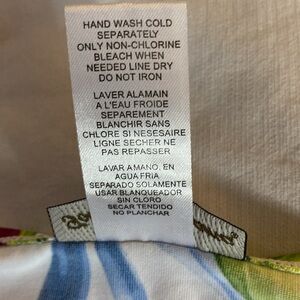 HAND WASH COLD
SEPARATELY
ONLY NON-CHLORINE
BLEACH WHEN
NEEDED LINE DRY
DO NOT IRON
LAVER ALAMAIN
A L'EAU FROIDE
SEPAREMENT
BLANCHIR SANS
CHLORE SI NÉCESSAIRE
LIGNE SECHER NE
PAS REPASSER
LAVAR A MANO, EN
AGUA FRIA
SEPARADO SOLAMENTE
USAR BLANQUEADOR
SIN CLORO
SECAR TENDIDO
NO PLANCHAR